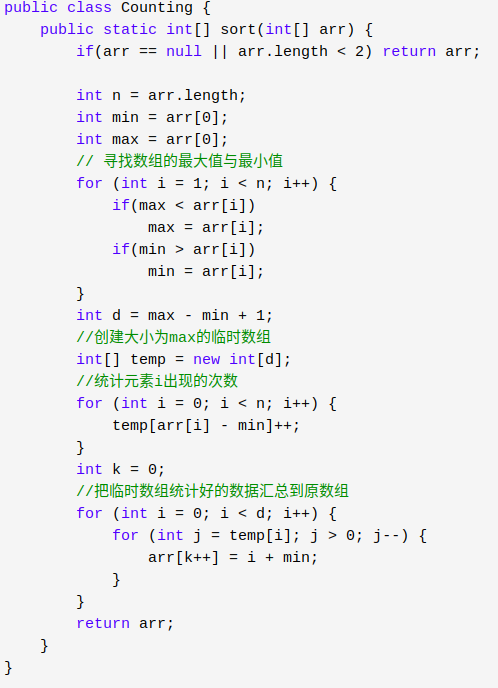 public class Counting {
    public static int[] sort(int[] arr) {
        if(arr == null || arr.length < 2) return arr;

        int n = arr.length;
        int min = arr[0];
        int max = arr[0];
        // 寻找数组的最大值与最小值
        for (int i = 1; i < n; i++) {
            if(max < arr[i])
                max = arr[i];
            if(min > arr[i])
                min = arr[i];
        }
        int d = max - min + 1;
        //创建大小为max的临时数组
        int[] temp = new int[d];
        //统计元素i出现的次数
        for (int i = 0; i < n; i++) {
            temp[arr[i] - min]++;
        }
        int k = 0;
        //把临时数组统计好的数据汇总到原数组
        for (int i = 0; i < d; i++) {
            for (int j = temp[i]; j > 0; j--) {
                arr[k++] = i + min;
            }
        }
        return arr;
    }
}